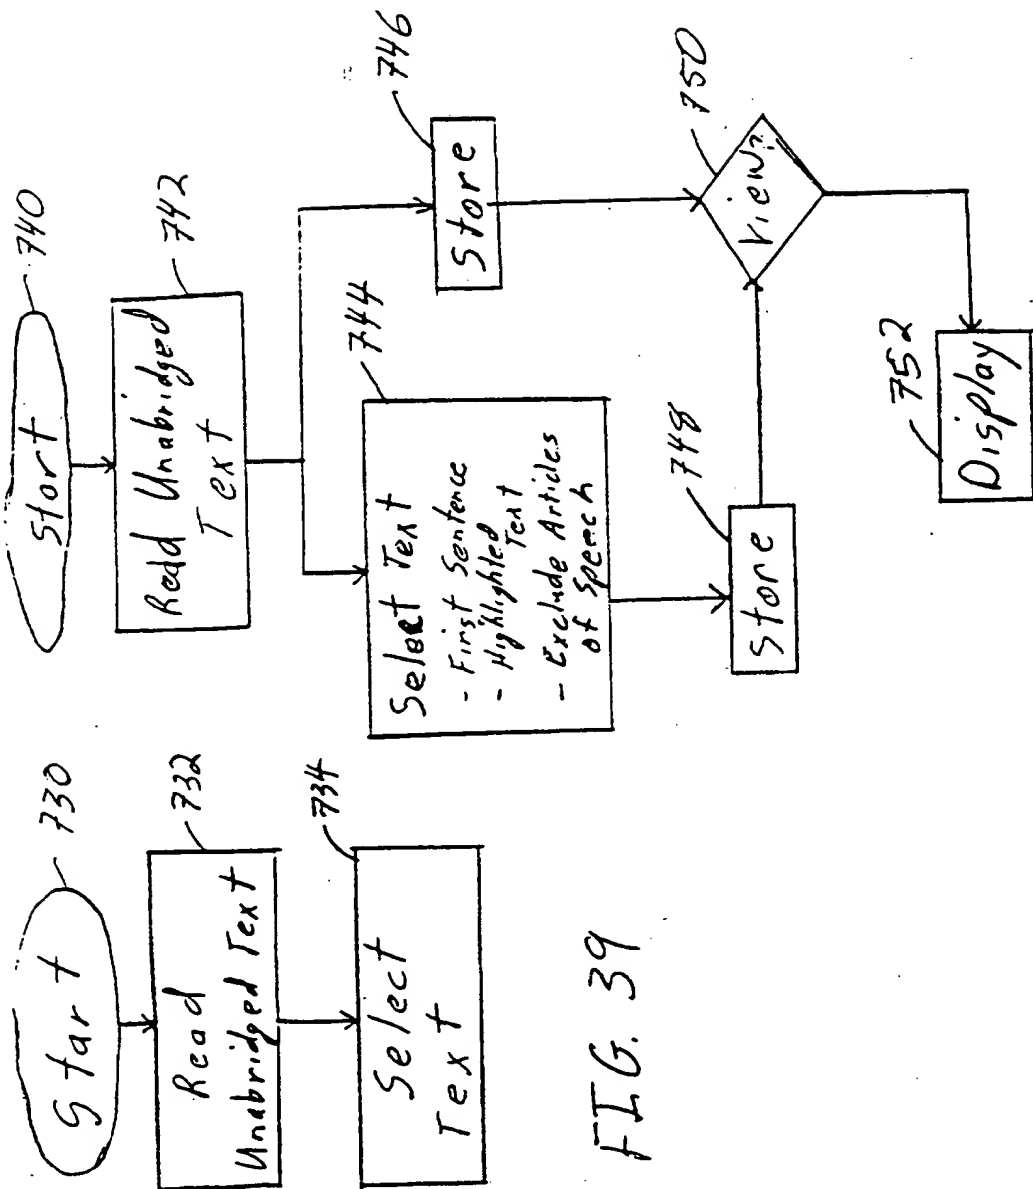 Start
730
Read
Unabridged Text
732
Select
Text
734
FIG. 39
Start
740
Read Unabridged
Text
742
Select Text
- First Sentence
- Highlighted
Text
- Exclude Articles
of Speech
744
Store
746
Store
748
View?
750
Display
752